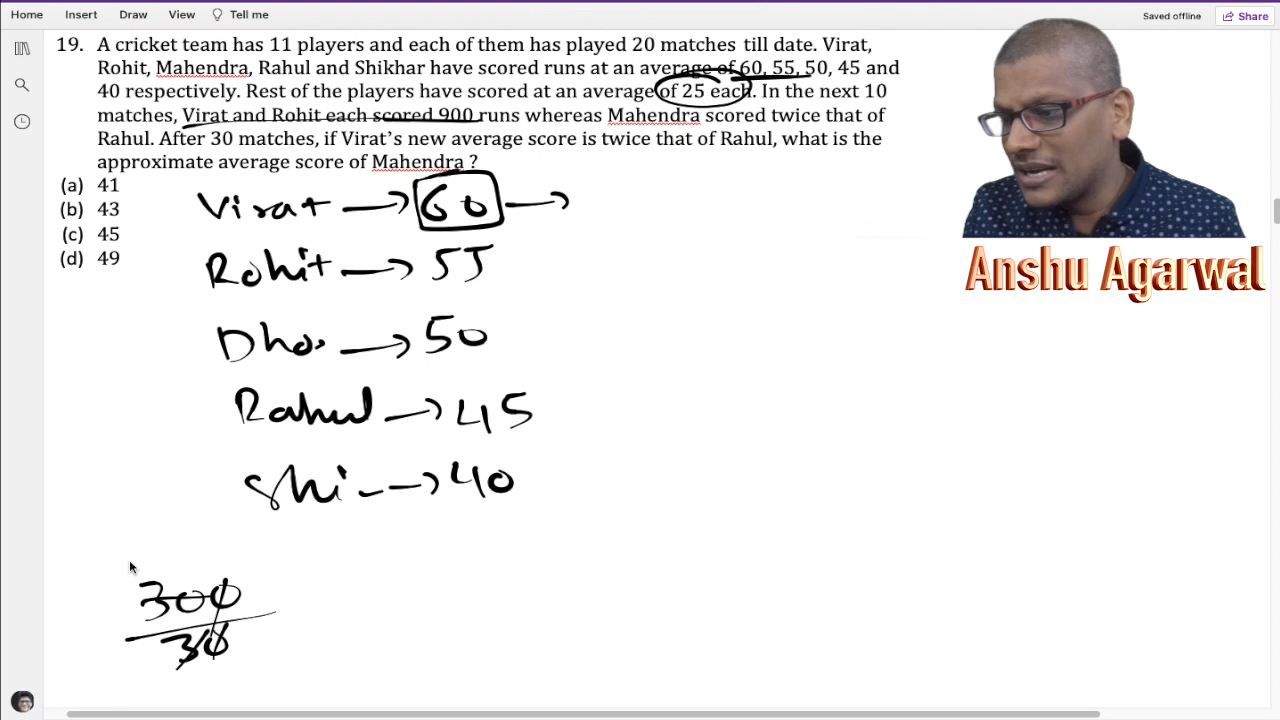 Home Insert Draw View Tell me Saved offline Share
19. A cricket team has 11 players and each of them has played 20 matches till date. Virat,
Rohit, Mahendra, Rahul and Shikhar have scored runs at an average of 60, 55, 50, 45 and
40 respectively. Rest of the players have scored at an average of 25 each. In the next 10
matches, Virat and Rohit each scored 900 runs whereas Mahendra scored twice that of
Rahul. After 30 matches, if Virat's new average score is twice that of Rahul, what is the
approximate average score of Mahendra ?
(a) 41
(b) 43
(c) 45
(d) 49
Virat → 60 →
Rohit → 55
Dho. → 50
Rahul → 45
Shi - → 40
Anshu Agarwal
300
30